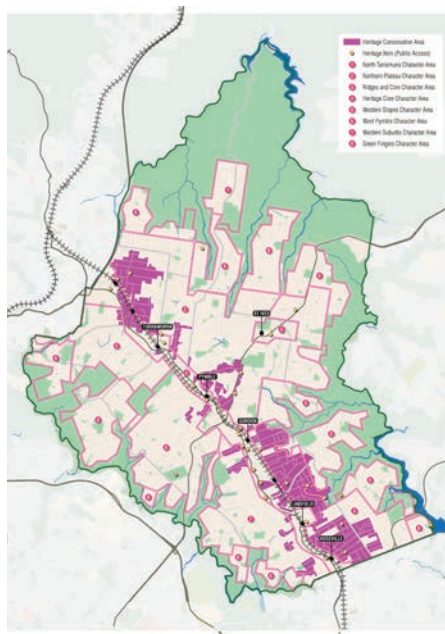 Heritage Conservation Area
Heritage Item (Public Access)
North Turramurra Character Area
Northern Plateau Character Area
Ridges and Core Character Area
Heritage Core Character Area
Western Slopes Character Area
West Pymble Character Area
Western Suburbs Character Area
Green Fingers Character Area
TURRAMURRA
ST IVES
PYMBLE
GORDON
LINDFIELD
ROSEVILLE